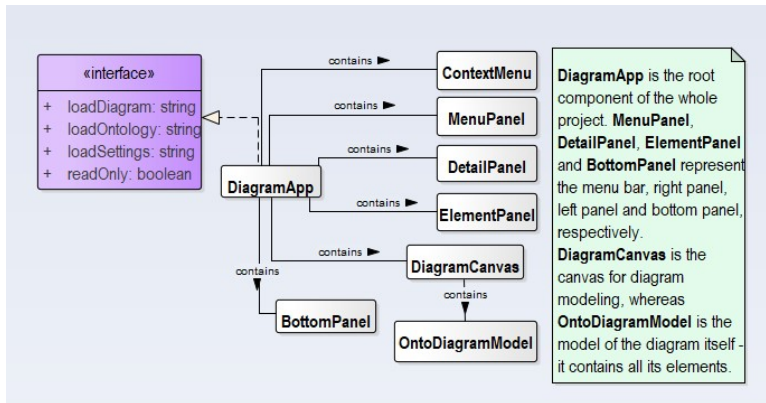 «interface»
+ loadDiagram: string
+ loadOntology: string
+ loadSettings: string
+ readOnly: boolean
contains
ContextMenu
contains
MenuPanel
contains
DetailPanel
DiagramApp
contains
ElementPanel
contains
DiagramCanvas
contains
BottomPanel
contains
OntoDiagramModel
DiagramApp is the root
component of the whole
project. MenuPanel,
DetailPanel, ElementPanel
and BottomPanel represent
the menu bar, right panel,
left panel and bottom panel,
respectively.
DiagramCanvas is the
canvas for diagram
modeling, whereas
OntoDiagramModel is the
model of the diagram itself -
it contains all its elements.